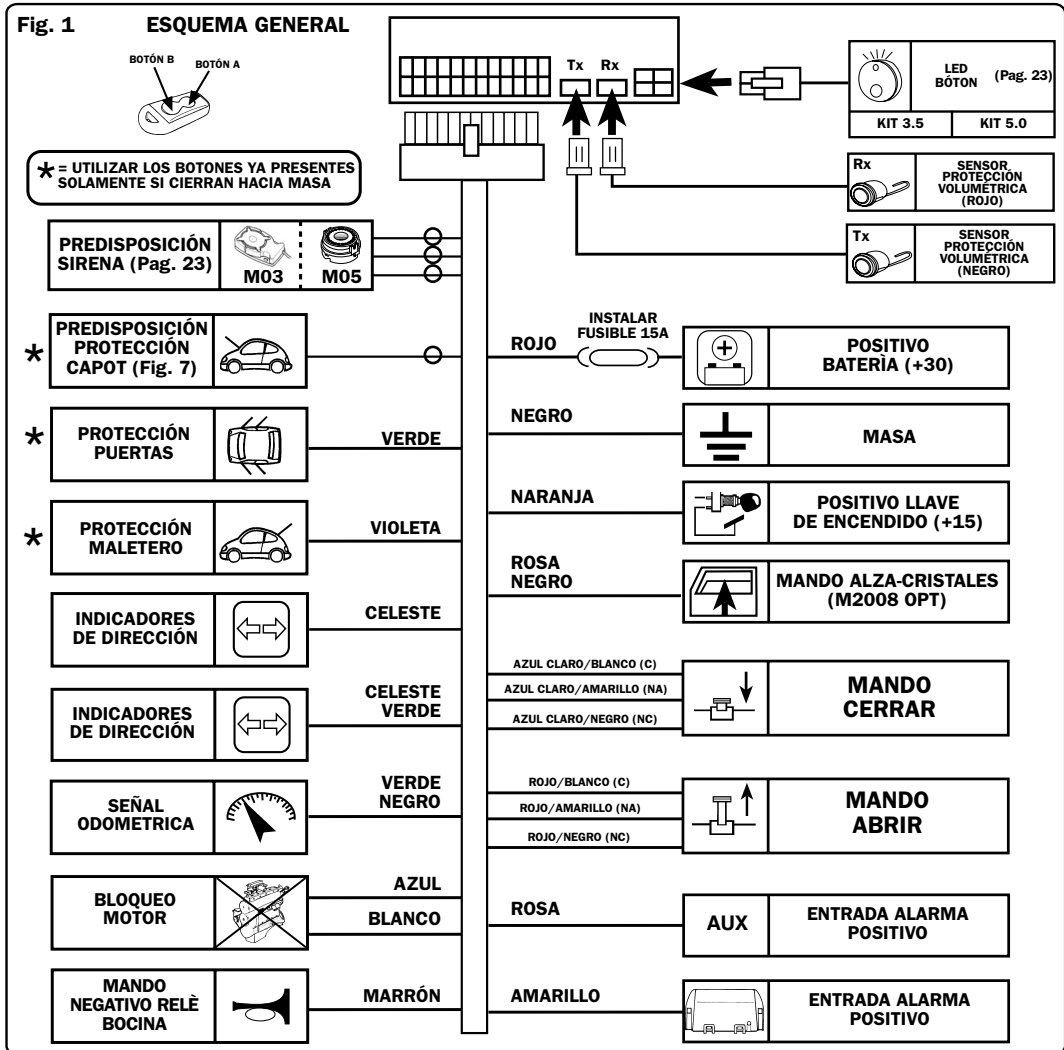 Fig. 1
ESQUEMA GENERAL
BOTÓN B
BOTÓN A
Tx
Rx
LED
BÓTON
(Pag. 23)
KIT 3.5
KIT 5.0
* = UTILIZAR LOS BOTONES YA PRESENTES
SOLAMENTE SI CIERRAN HACIA MASA
Rx
SENSOR
PROTECCIÓN
VOLUMÉTRICA
(ROJO)
Tx
SENSOR
PROTECCIÓN
VOLUMÉTRICA
(NEGRO)
PREDISPOSICIÓN
SIRENA (Pag. 23)
M03
M05
*
PREDISPOSICIÓN
PROTECCIÓN
CAPOT (Fig. 7)
*
PROTECCIÓN
PUERTAS
VERDE
*
PROTECCIÓN
MALETERO
VIOLETA
INDICADORES
DE DIRECCIÓN
CELESTE
INDICADORES
DE DIRECCIÓN
CELESTE
VERDE
SEÑAL
ODOMETRICA
VERDE
NEGRO
BLOQUEO
MOTOR
AZUL
BLANCO
MANDO
NEGATIVO RELÈ
BOCINA
MARRÓN
ROJO
INSTALAR
FUSIBLE 15A
POSITIVO
BATERÌA (+30)
NEGRO
MASA
NARANJA
POSITIVO LLAVE
DE ENCENDIDO (+15)
ROSA
NEGRO
MANDO ALZA-CRISTALES
(M2008 OPT)
AZUL CLARO/BLANCO (C)
AZUL CLARO/AMARILLO (NA)
AZUL CLARO/NEGRO (NC)
MANDO
CERRAR
ROJO/BLANCO (C)
ROJO/AMARILLO (NA)
ROJO/NEGRO (NC)
MANDO
ABRIR
ROSA
AUX
ENTRADA ALARMA
POSITIVO
AMARILLO
ENTRADA ALARMA
POSITIVO